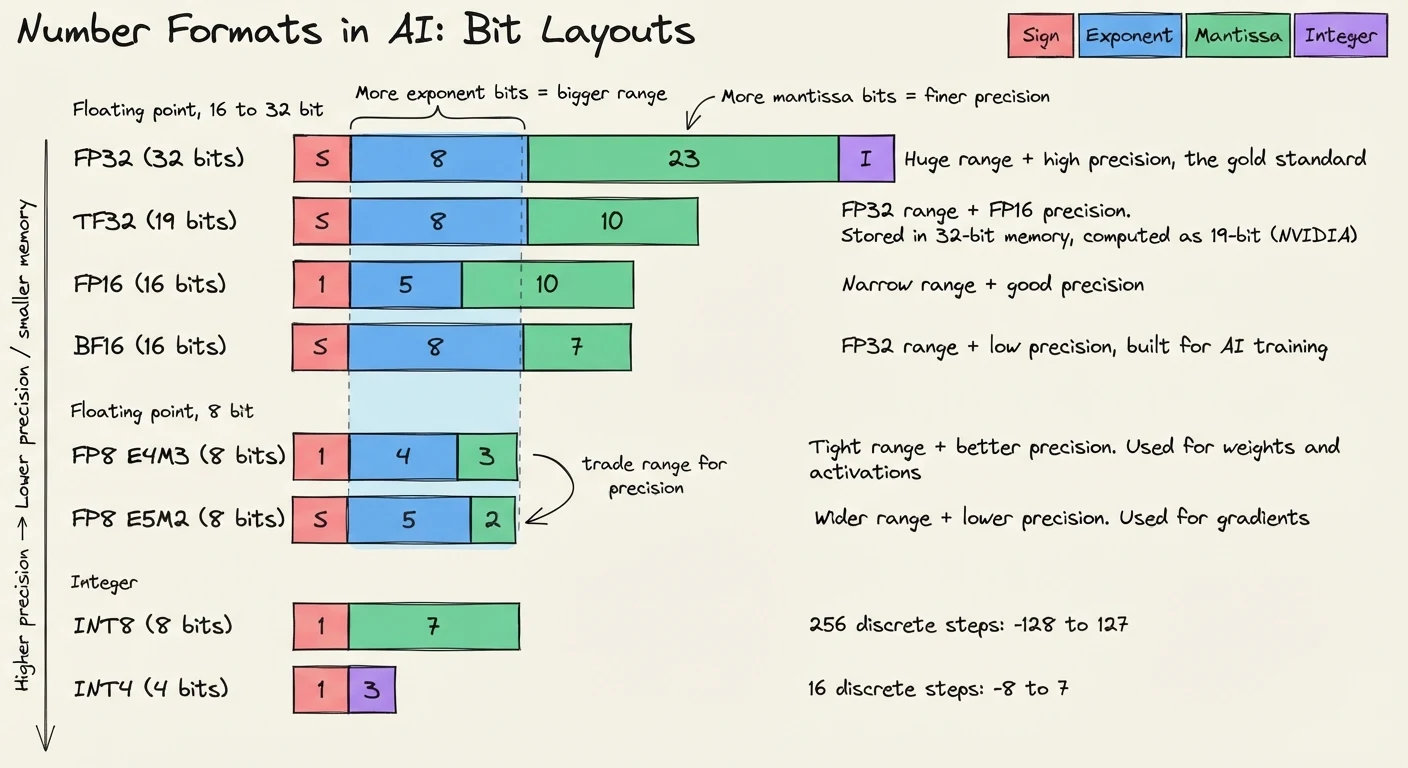 Number Formats in AI: Bit Layouts
Sign Exponent Mantissa Integer
Floating point, 16 to 32 bit
More exponent bits = bigger range
More mantissa bits = finer precision
FP32 (32 bits) S 8 23 I Huge range + high precision, the gold standard
TF32 (19 bits) S 8 10 FP32 range + FP16 precision.
Stored in 32-bit memory, computed as 19-bit (NVIDIA)
FP16 (16 bits) 1 5 10 Narrow range + good precision
BF16 (16 bits) S 8 7 FP32 range + low precision, built for AI training
Floating point, 8 bit
FP8 E4M3 (8 bits) 1 4 3 Tight range + better precision. Used for weights and
activations
trade range for
precision
FP8 E5M2 (8 bits) S 5 2 Wider range + lower precision. Used for gradients
Integer
INT8 (8 bits) 1 7 256 discrete steps: -128 to 127
INT4 (4 bits) 1 3 16 discrete steps: -8 to 7
Higher precision → Lower precision / smaller memory